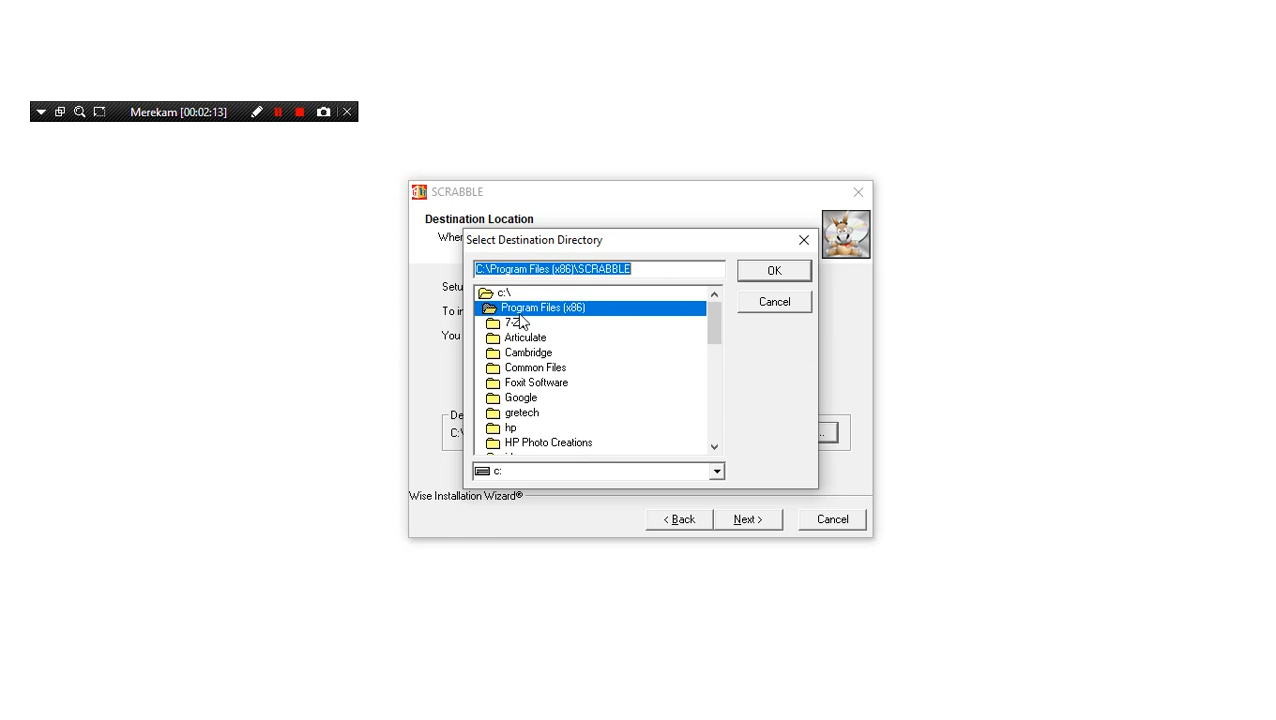 Merekam [00:02:13]
SCRABBLE
Destination Location
Select Destination Directory
C:\Program Files (x86)\SCRABBLE
OK
c:\
Cancel
Program Files (x86)
Articulate
Cambridge
Common Files
Foxit Software
Google
gretech
hp
HP Photo Creations
c:
Wise Installation Wizard®
< Back
Next >
Cancel